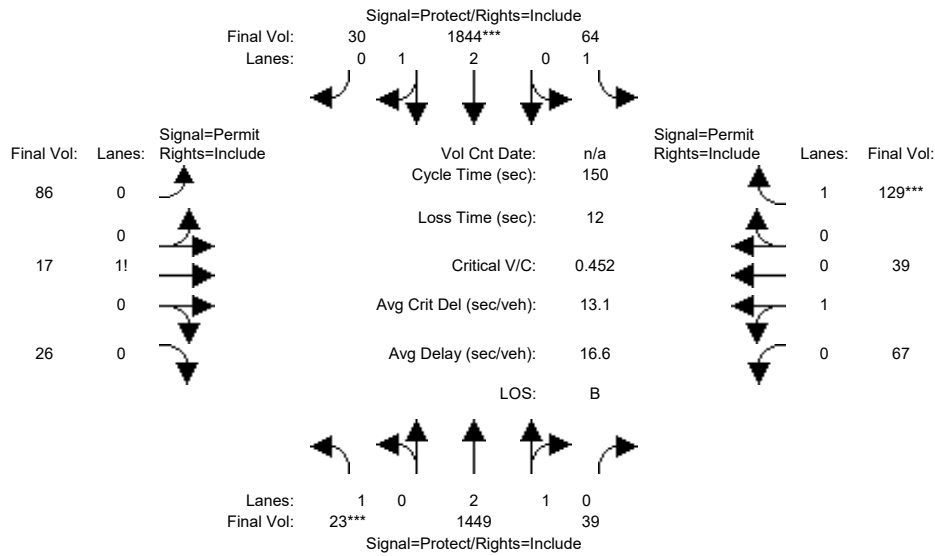 Signal=Protect/Rights=Include
Final Vol: 30 1844*** 64
Lanes: 0 1 2 0 1
Signal=Permit Signal=Permit
Final Vol: Lanes: Rights=Include Vol Cnt Date: n/a Rights=Include Lanes: Final Vol:
Cycle Time (sec): 150
86 0 1 129***
Loss Time (sec): 12
0 0
17 1! Critical V/C: 0.452 0 39
0 Avg Crit Del (sec/veh): 13.1 1
26 0 Avg Delay (sec/veh): 16.6 0 67
LOS: B
Lanes: 1 0 2 1 0
Final Vol: 23*** 1449 39
Signal=Protect/Rights=Include